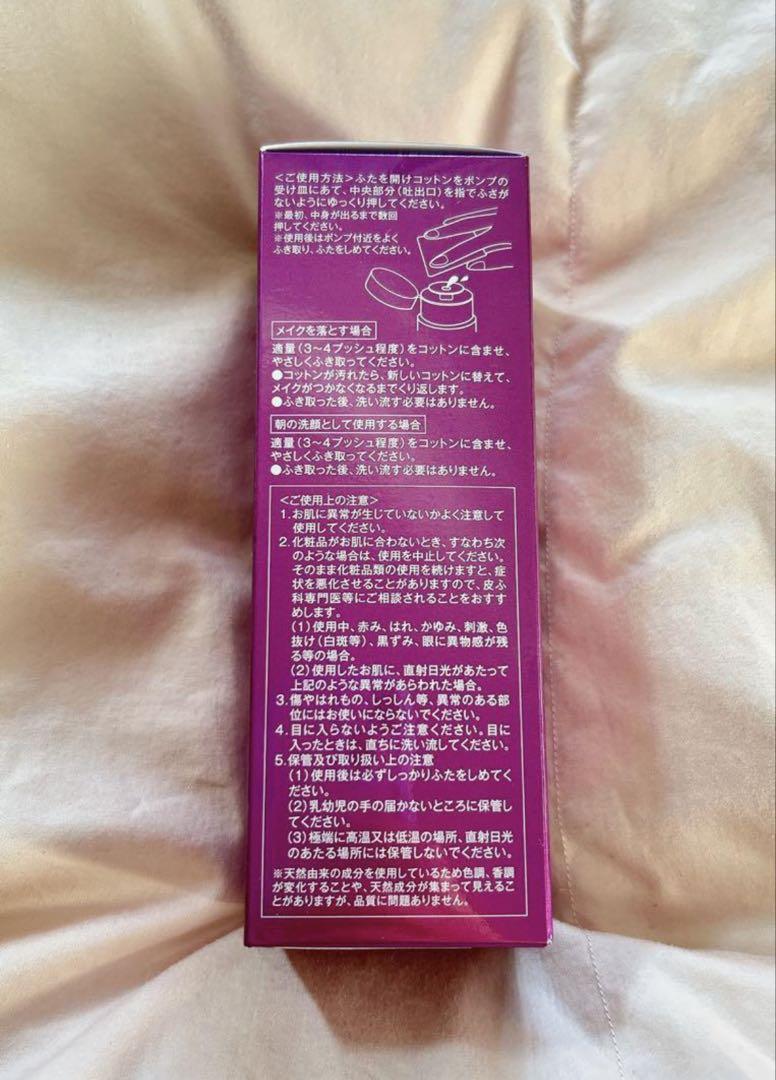 ＜ご使用方法＞ふたを開けコットンをポンプの
受け皿にあて、中央部分（吐出口）を指でふさが
ないようにゆっくり押してください。
※最初、中身が出るまで数回
押してください。
※使用後はポンプ付近をよく
ふき取り、ふたをしめてください。
メイクを落とす場合
適量（3〜4プッシュ程度）をコットンに含ませ、
やさしくふき取ってください。
●コットンが汚れたら、新しいコットンに替えて、
メイクがつかなくなるまでくり返します。
●ふき取った後、洗い流す必要はありません。
朝の洗顔として使用する場合
適量（3〜4プッシュ程度）をコットンに含ませ、
やさしくふき取ってください。
●ふき取った後、洗い流す必要はありません。
＜ご使用上の注意＞
1.お肌に異常が生じていないかよく注意して
使用してください。
2.化粧品がお肌に合わないとき、すなわち次
のような場合は、使用を中止してください。
そのまま化粧品類の使用を続けますと、症
状を悪化させることがありますので、皮ふ
科専門医等にご相談されることをおすす
めします。
（1）使用中、赤み、はれ、かゆみ、刺激、色
抜け（白斑等）、黒ずみ、眼に異物感が残
る等の場合。
（2）使用したお肌に、直射日光があたって
上記のような異常があらわれた場合。
3.傷やはれもの、しっしん等、異常のある部
位にはお使いにならないでください。
4.目に入らないようご注意ください。目に
入ったときは、直ちに洗い流してください。
5.保管及び取り扱い上の注意
（1）使用後は必ずしっかりふたをしめてく
ださい。
（2）乳幼児の手の届かないところに保管し
てください。
（3）極端に高温又は低温の場所、直射日光
のあたる場所には保管しないでください。
※天然由来の成分を使用しているため色調、香調
が変化することや、天然成分が集まって見えるこ
とがありますが、品質に問題ありません。